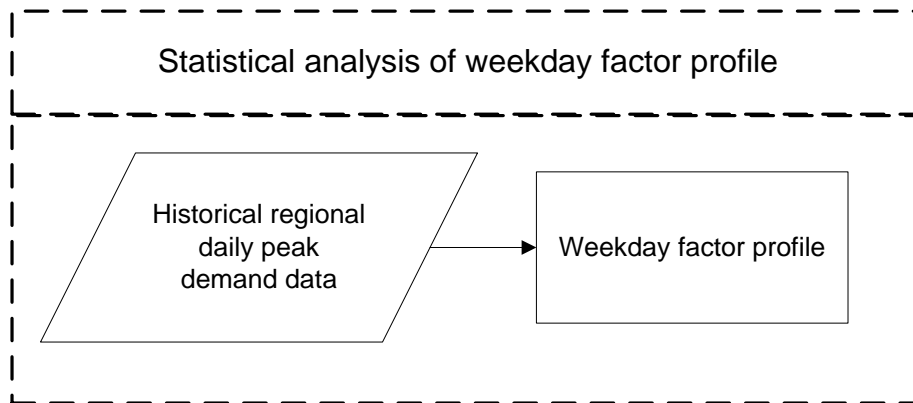 Statistical analysis of weekday factor profile
Historical regional
daily peak
demand data
Weekday factor profile